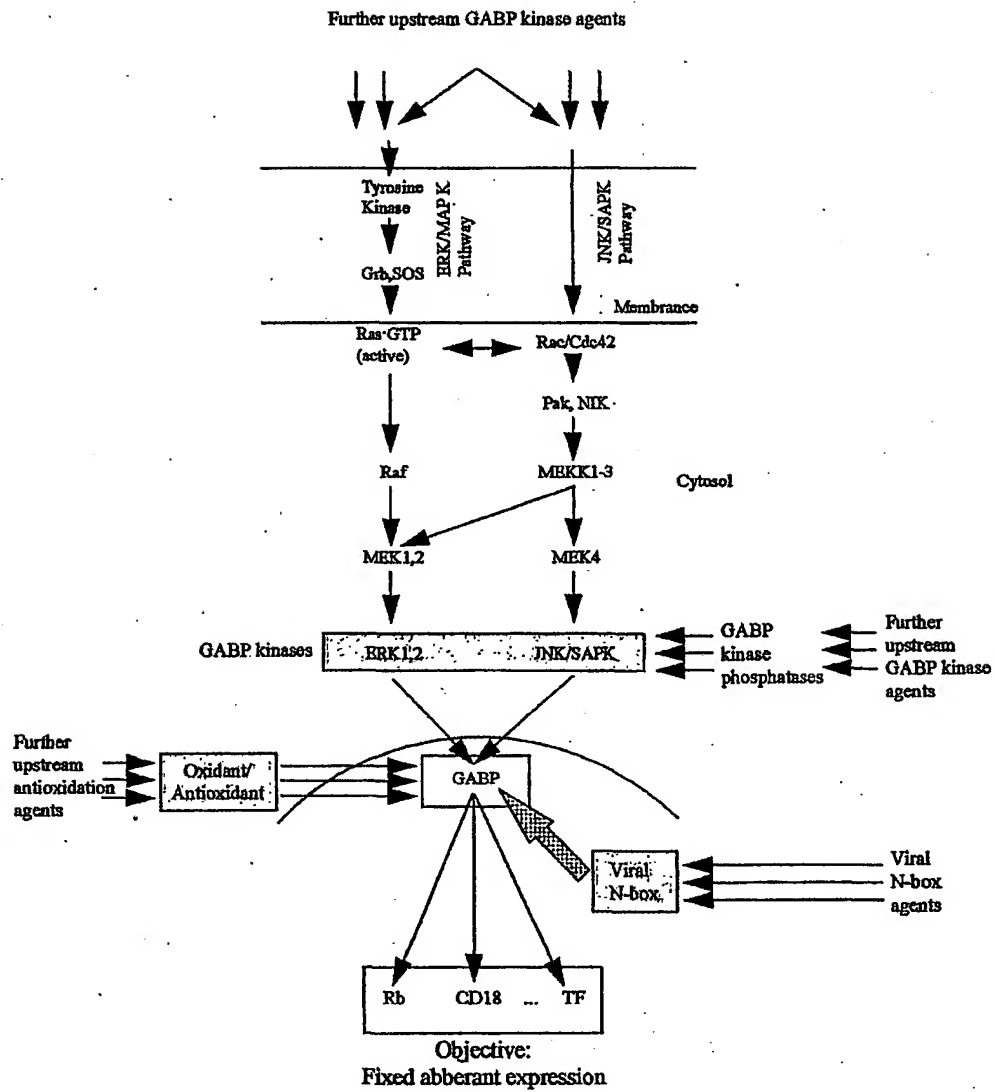 Further upstream GABP kinase agents
Tyrosine
Kinase
ERK/MAPK
Pathway
JNK/SAPK
Pathway
Grb,SOS
Membrance
Ras·GTP
(active)
Rac/Cdc42
Pak, NIK
Raf
MEKK1-3
Cytosol
MEK1,2
MEK4
GABP kinases
ERK1,2
JNK/SAPK
GABP
kinase
phosphatases
Further
upstream
GABP kinase
agents
Further
upstream
antioxidation
agents
Oxidant/
Antioxidant
GABP
Viral
N-box
Viral
N-box
agents
Rb CD18 ... TF
Objective:
Fixed abberant expression